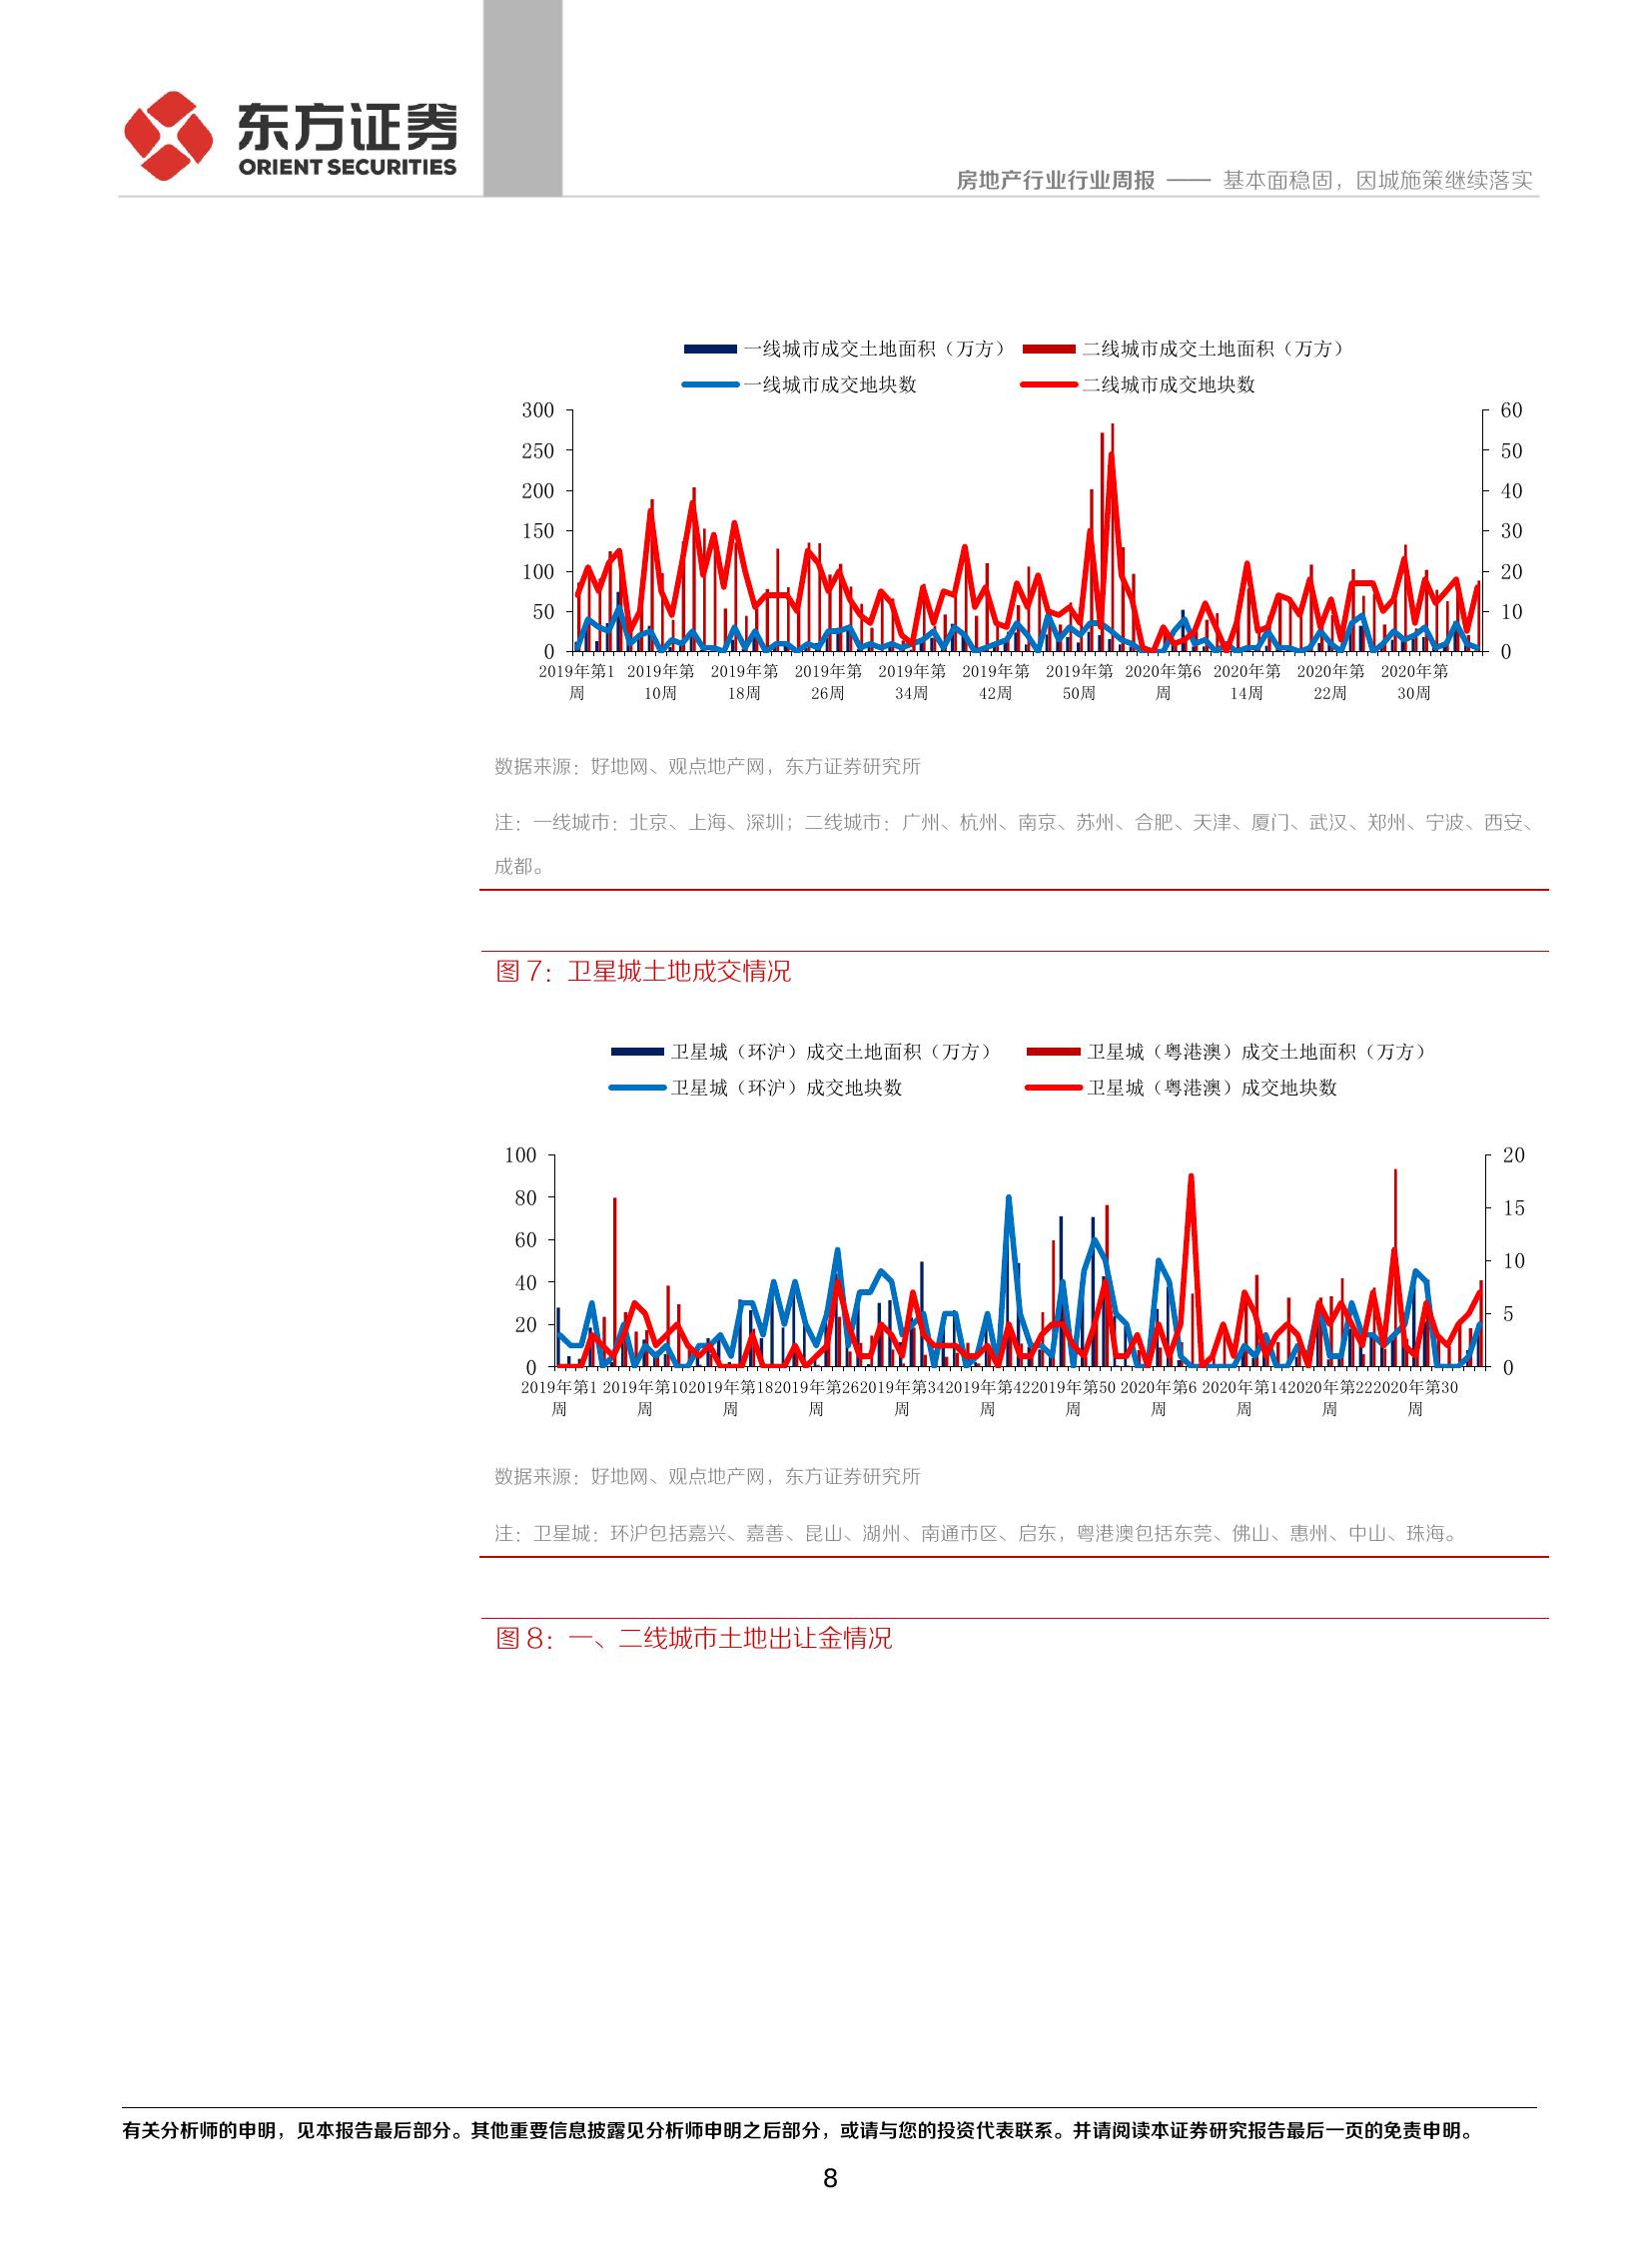 东方证券
ORIENT SECURITIES
房地产行业行业周报 —— 基本面稳固，因城施策继续落实
一线城市成交土地面积（万方） 二线城市成交土地面积（万方）
一线城市成交地块数 二线城市成交地块数
300 60
250 50
200 40
150 30
100 20
50 10
0 0
2019年第1 2019年第 2019年第 2019年第 2019年第 2019年第 2019年第 2020年第6 2020年第 2020年第 2020年第
周 10周 18周 26周 34周 42周 50周 周 14周 22周 30周
数据来源：好地网、观点地产网，东方证券研究所
注：一线城市：北京、上海、深圳；二线城市：广州、杭州、南京、苏州、合肥、天津、厦门、武汉、郑州、宁波、西安、
成都。
图 7：卫星城土地成交情况
卫星城（环沪）成交土地面积（万方） 卫星城（粤港澳）成交土地面积（万方）
卫星城（环沪）成交地块数 卫星城（粤港澳）成交地块数
100 20
80 15
60
40 10
20 5
0 0
2019年第1 2019年第10 2019年第18 2019年第26 2019年第34 2019年第42 2019年第50 2020年第6 2020年第14 2020年第22 2020年第30
周 周 周 周 周 周 周 周 周 周 周
数据来源：好地网、观点地产网，东方证券研究所
注：卫星城：环沪包括嘉兴、嘉善、昆山、湖州、南通市区、启东，粤港澳包括东莞、佛山、惠州、中山、珠海。
图 8：一、二线城市土地出让金情况
有关分析师的申明，见本报告最后部分。其他重要信息披露见分析师申明之后部分，或请与您的投资代表联系。并请阅读本证券研究报告最后一页的免责申明。
8